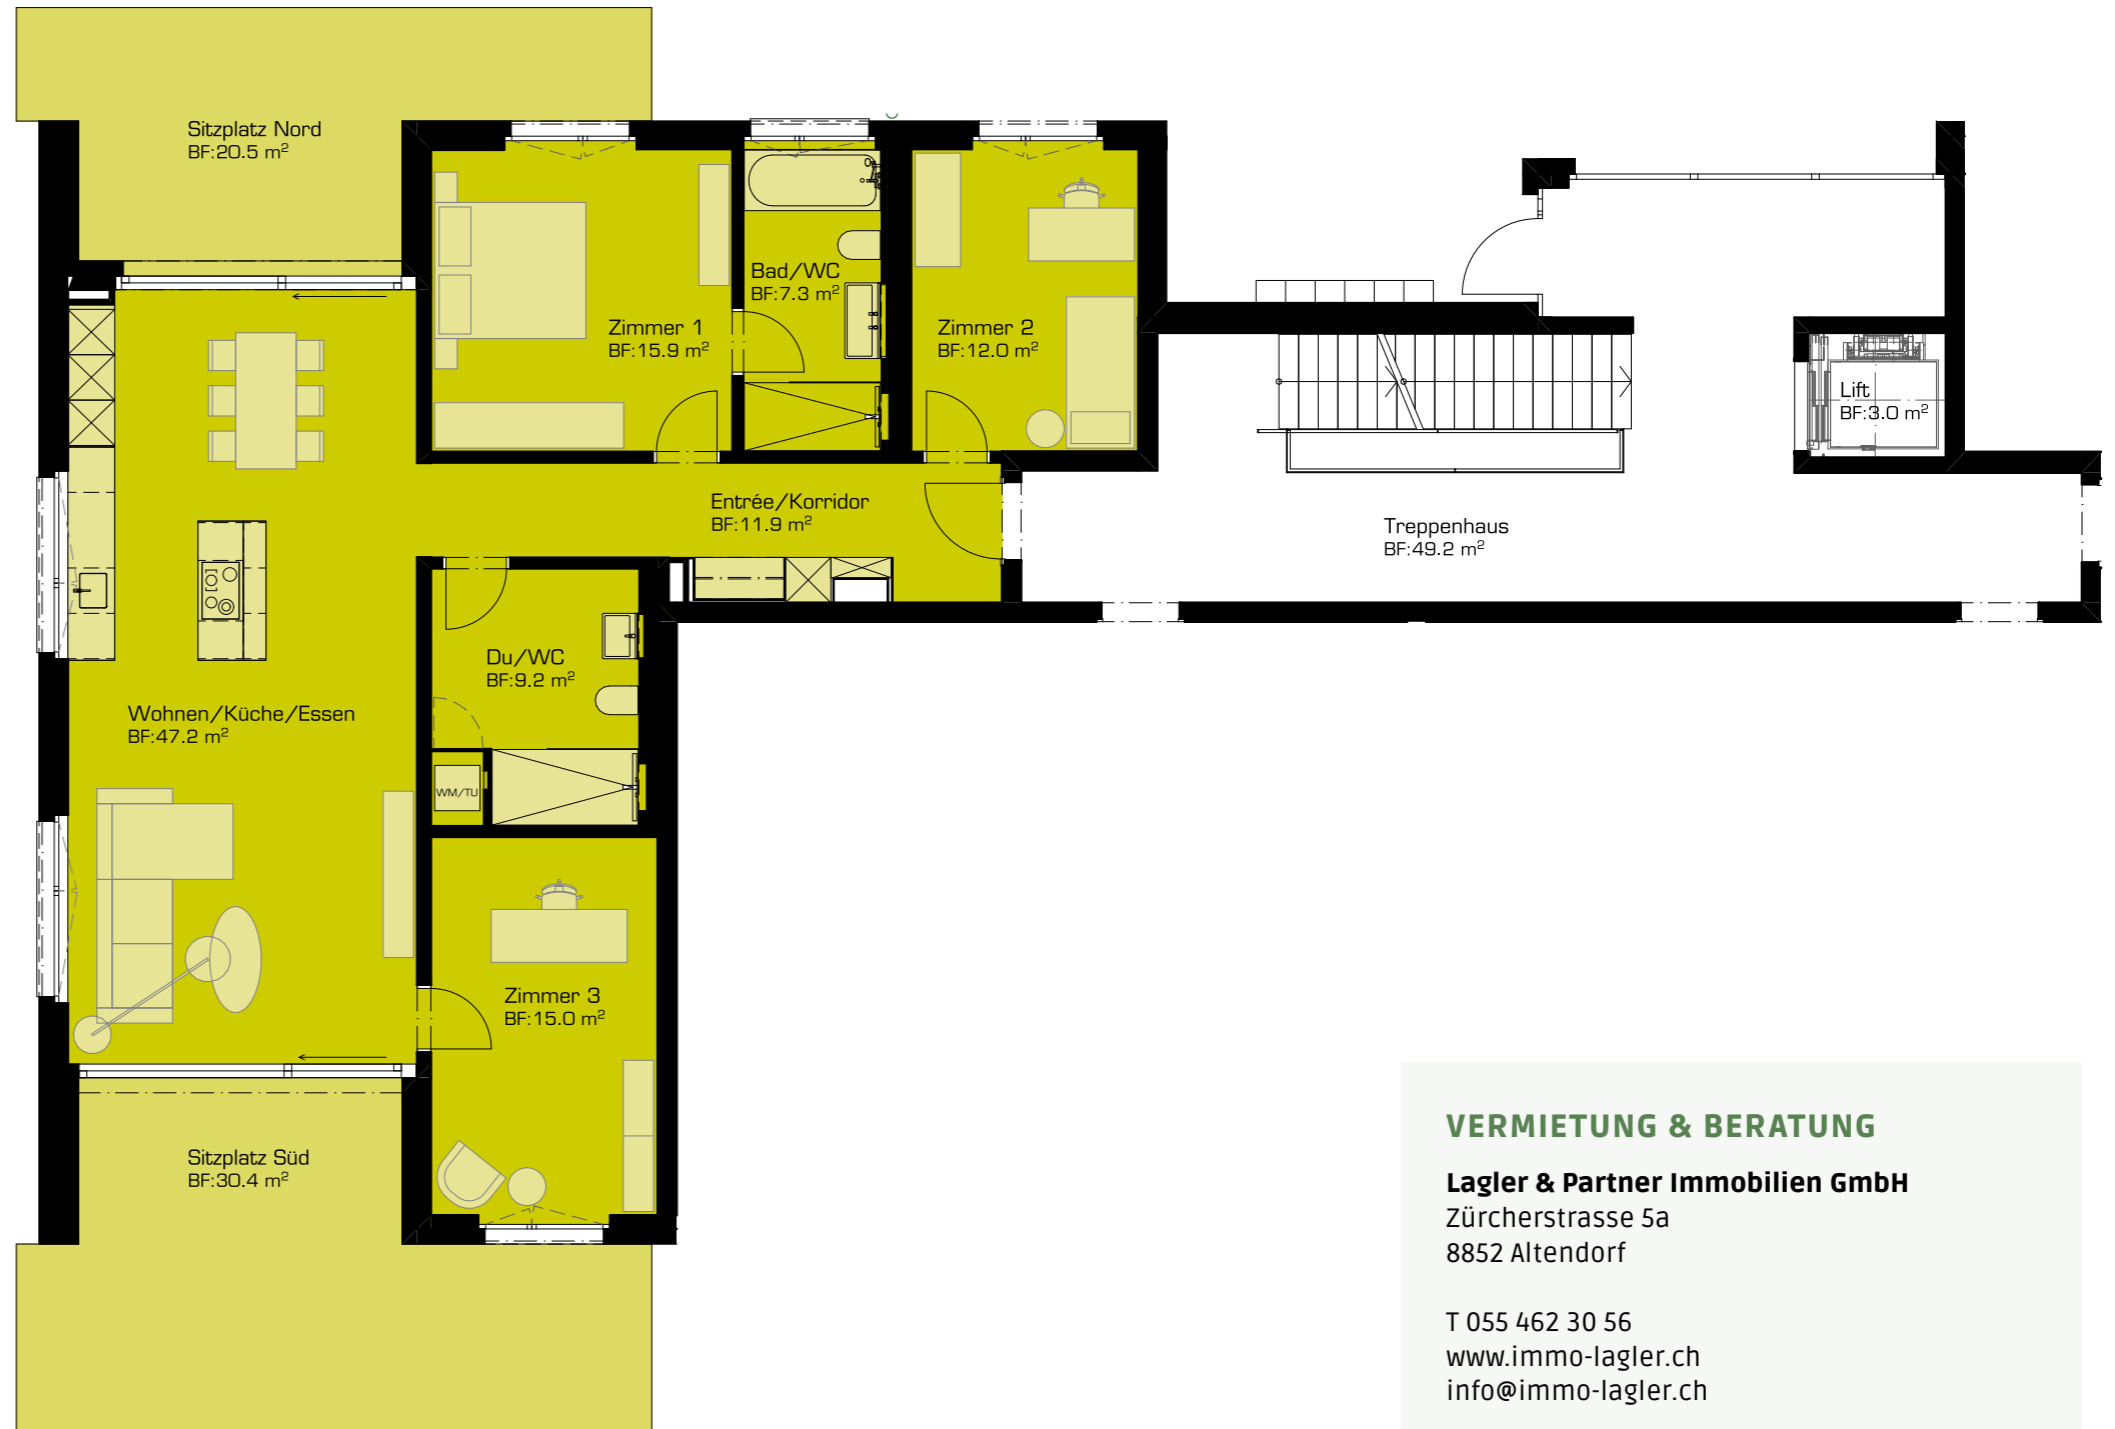 Sitzplatz Nord
BF:20.5 m²
Bad/WC
BF:7.3 m²
Zimmer 1
BF:15.9 m²
Zimmer 2
BF:12.0 m²
Lift
BF:3.0 m²
Entrée/Korridor
BF:11.9 m²
Treppenhaus
BF:49.2 m²
Du/WC
BF:9.2 m²
Wohnen/Küche/Essen
BF:47.2 m²
WM/TU
Zimmer 3
BF:15.0 m²
Sitzplatz Süd
BF:30.4 m²
VERMIETUNG & BERATUNG
Lagler & Partner Immobilien GmbH
Zürcherstrasse 5a
8852 Altendorf
T 055 462 30 56
www.immo-lagler.ch
info@immo-lagler.ch